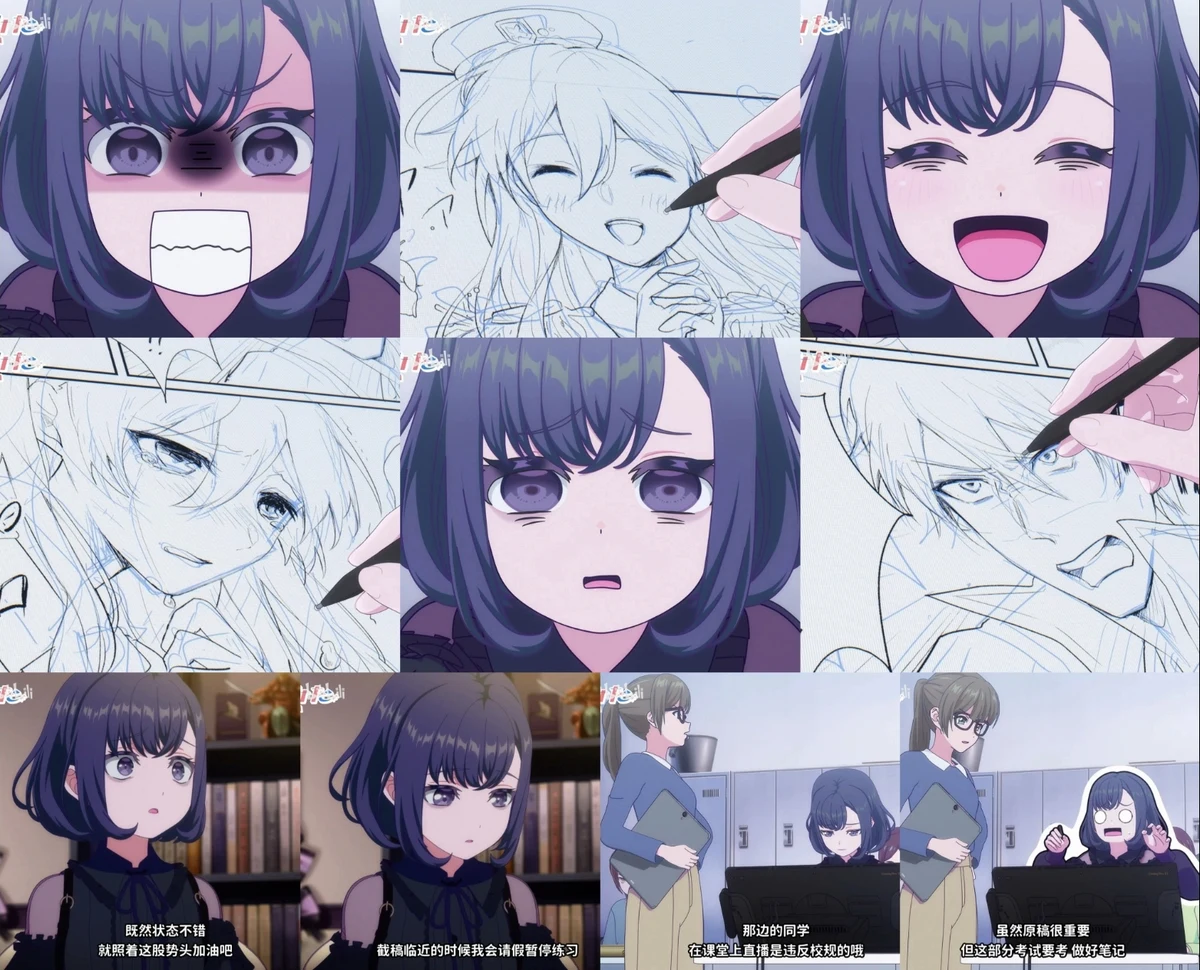 既然状态不错
就照着这股势头加油吧
截稿临近的时候我会请假暂停练习
那边的同学
在课堂上直播是违反校规的哦
虽然原稿很重要
但这部分考试要考 做好笔记